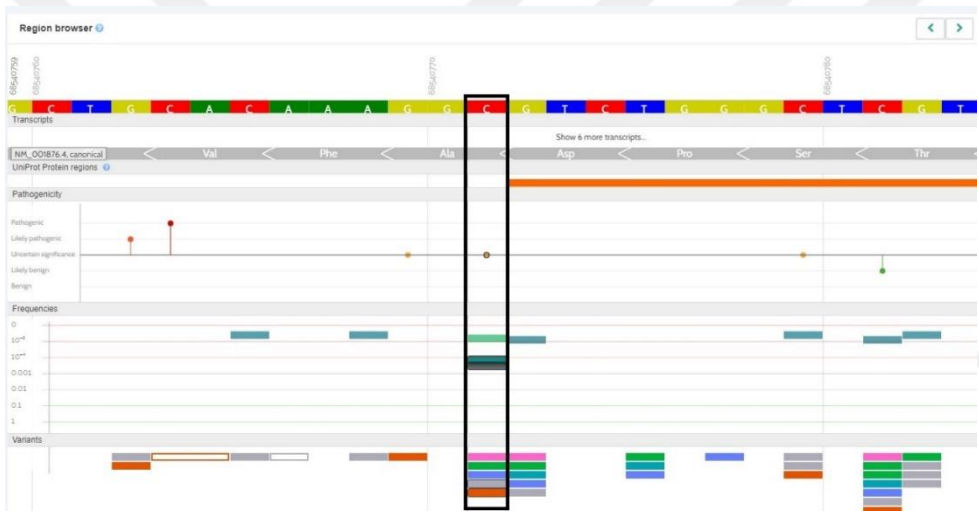 Region browser ?
< >
68540759 68540760 68540770 68540780
G C T G C A C A A A G G C G T C T G G G C T C G T
Transcripts
Show 6 more transcripts...
NM_001876.4, canonical < Val < Phe < Ala < Asp < Pro < Ser < Thr
UniProt Protein regions ?
Pathogenicity
Pathogenic
Likely pathogenic
Uncertain significance
Likely benign
Benign
Frequencies
0
10⁻⁴
0.001
0.01
0.1
1
Variants